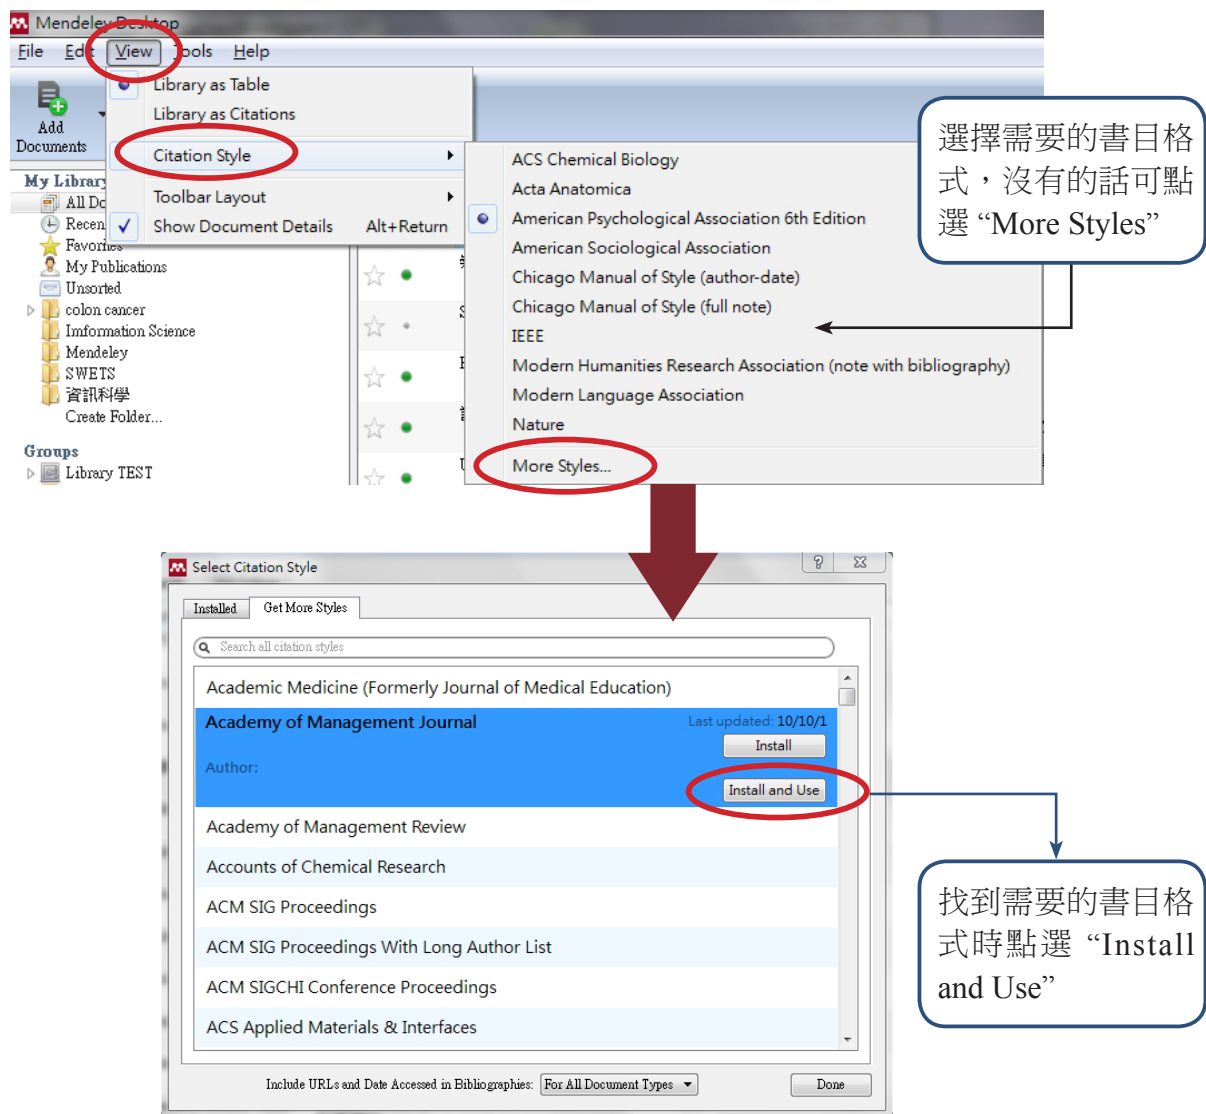 Mendeley Desktop
File Edit View Tools Help
Library as Table
Library as Citations
Citation Style
Toolbar Layout
Show Document Details Alt+Return
Add
Documents
My Library
All Do
Recen
Favorites
My Publications
Unsorted
colon cancer
Imformation Science
Mendeley
SWETS
資訊科學
Create Folder...
Groups
Library TEST
ACS Chemical Biology
Acta Anatomica
American Psychological Association 6th Edition
American Sociological Association
Chicago Manual of Style (author-date)
Chicago Manual of Style (full note)
IEEE
Modern Humanities Research Association (note with bibliography)
Modern Language Association
Nature
More Styles...
選擇需要的書目格
式，沒有的話可點
選 “More Styles”
Select Citation Style
Installed Get More Styles
Search all citation styles
Academic Medicine (Formerly Journal of Medical Education)
Academy of Management Journal Last updated: 10/10/1
Install
Author:
Install and Use
Academy of Management Review
Accounts of Chemical Research
ACM SIG Proceedings
ACM SIG Proceedings With Long Author List
ACM SIGCHI Conference Proceedings
ACS Applied Materials & Interfaces
Include URLs and Date Accessed in Bibliographies: For All Document Types Done
找到需要的書目格
式時點選 “Install
and Use”